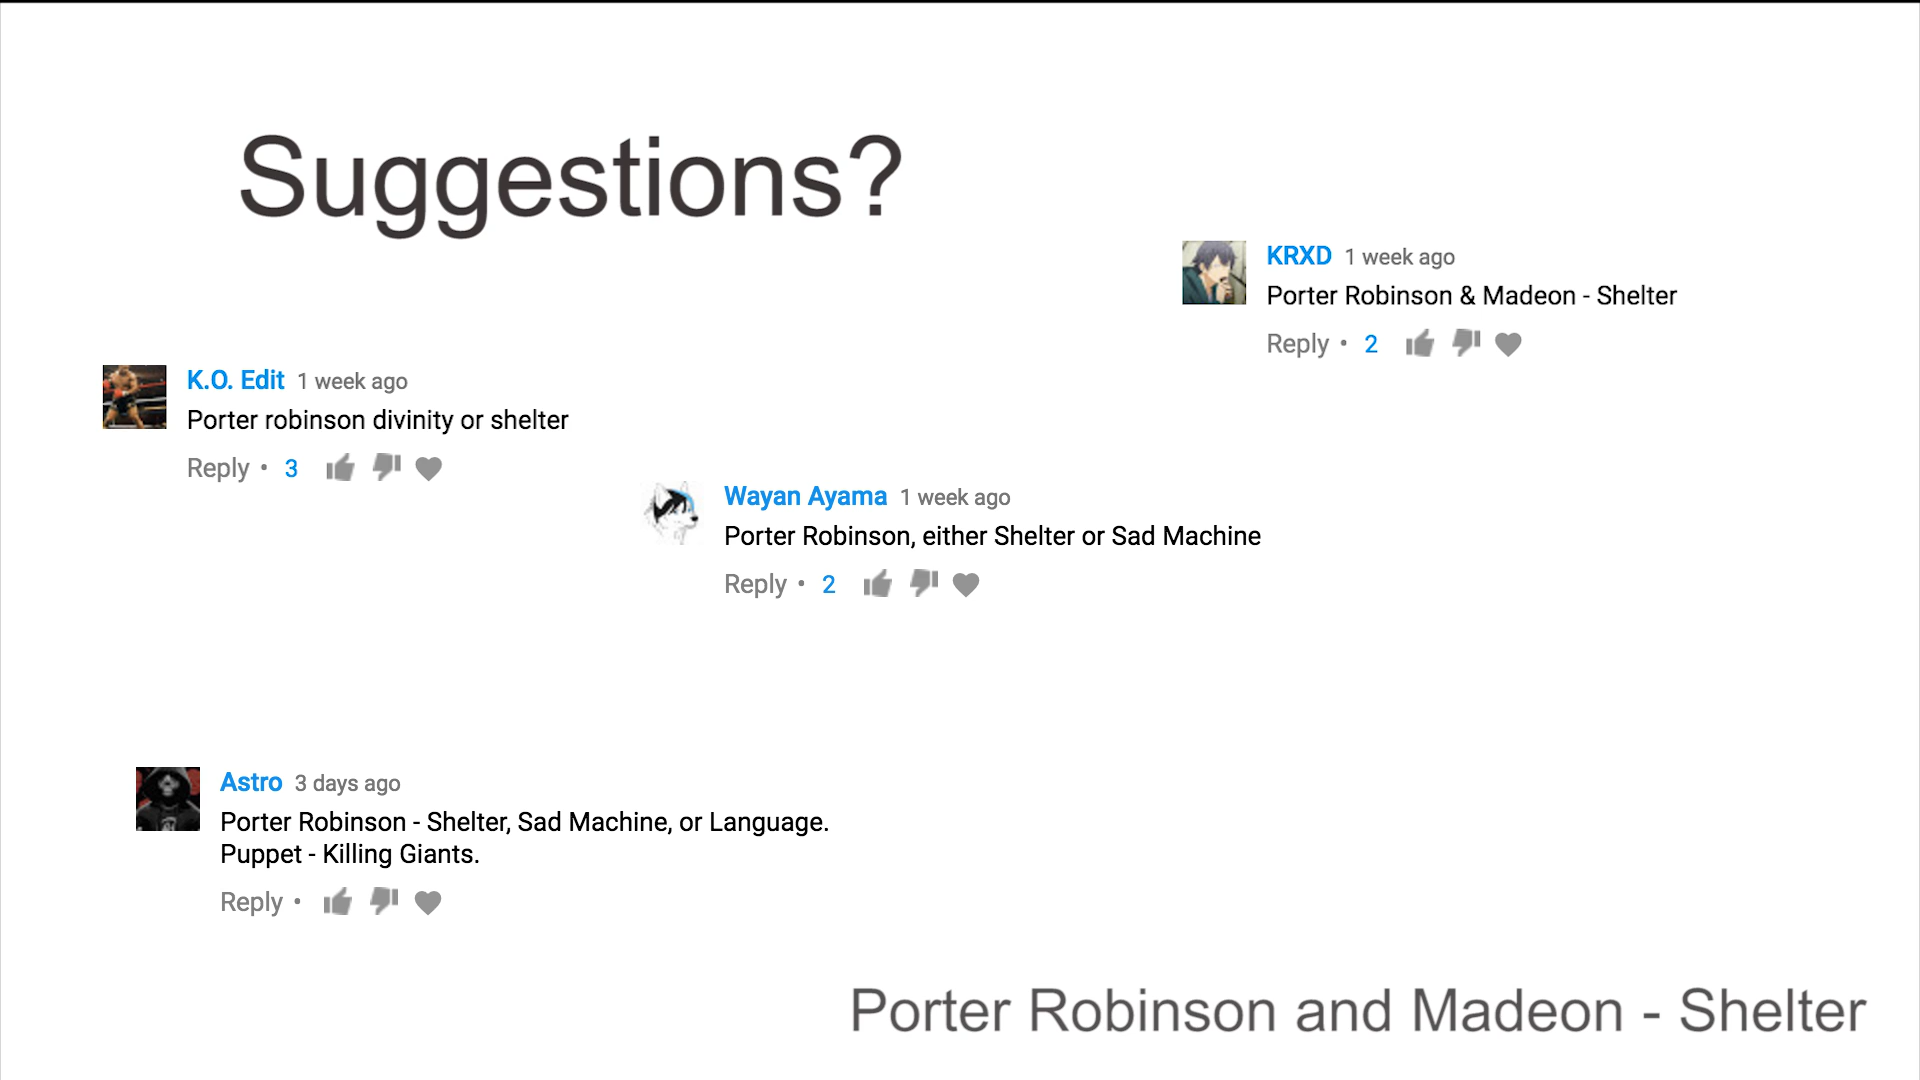 Suggestions?
KRXD 1 week ago
Porter Robinson & Madeon - Shelter
Reply • 2
K.O. Edit 1 week ago
Porter robinson divinity or shelter
Reply • 3
Wayan Ayama 1 week ago
Porter Robinson, either Shelter or Sad Machine
Reply • 2
Astro 3 days ago
Porter Robinson - Shelter, Sad Machine, or Language.
Puppet - Killing Giants.
Reply •
Porter Robinson and Madeon - Shelter